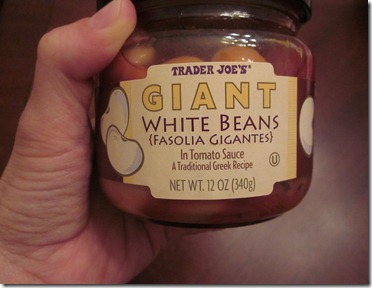 TRADER JOE'S®
GIANT
WHITE BEANS
{FASOLIA GIGANTES}
In Tomato Sauce
A Traditional Greek Recipe
U
NET WT. 12 OZ (340g)